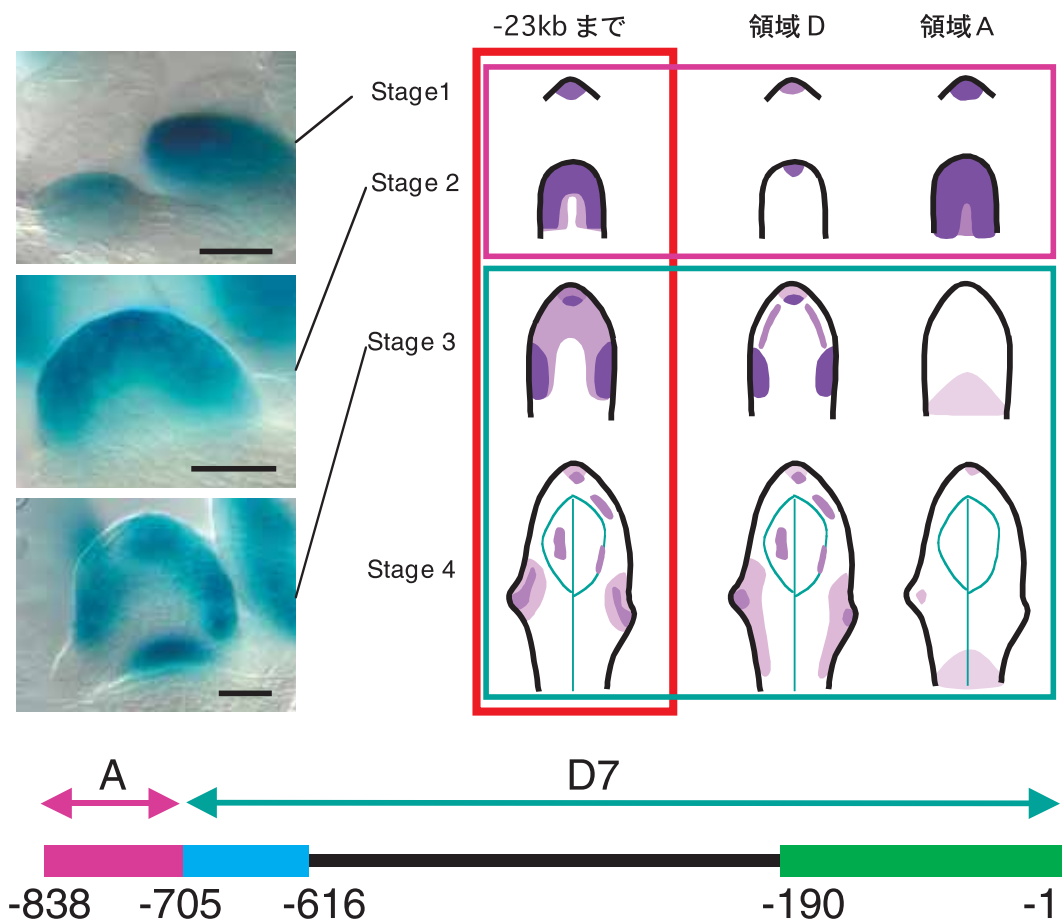 -23kb まで
領域 D
領域 A
Stage1
Stage 2
Stage 3
Stage 4
A
D7
-838
-705
-616
-190
-1